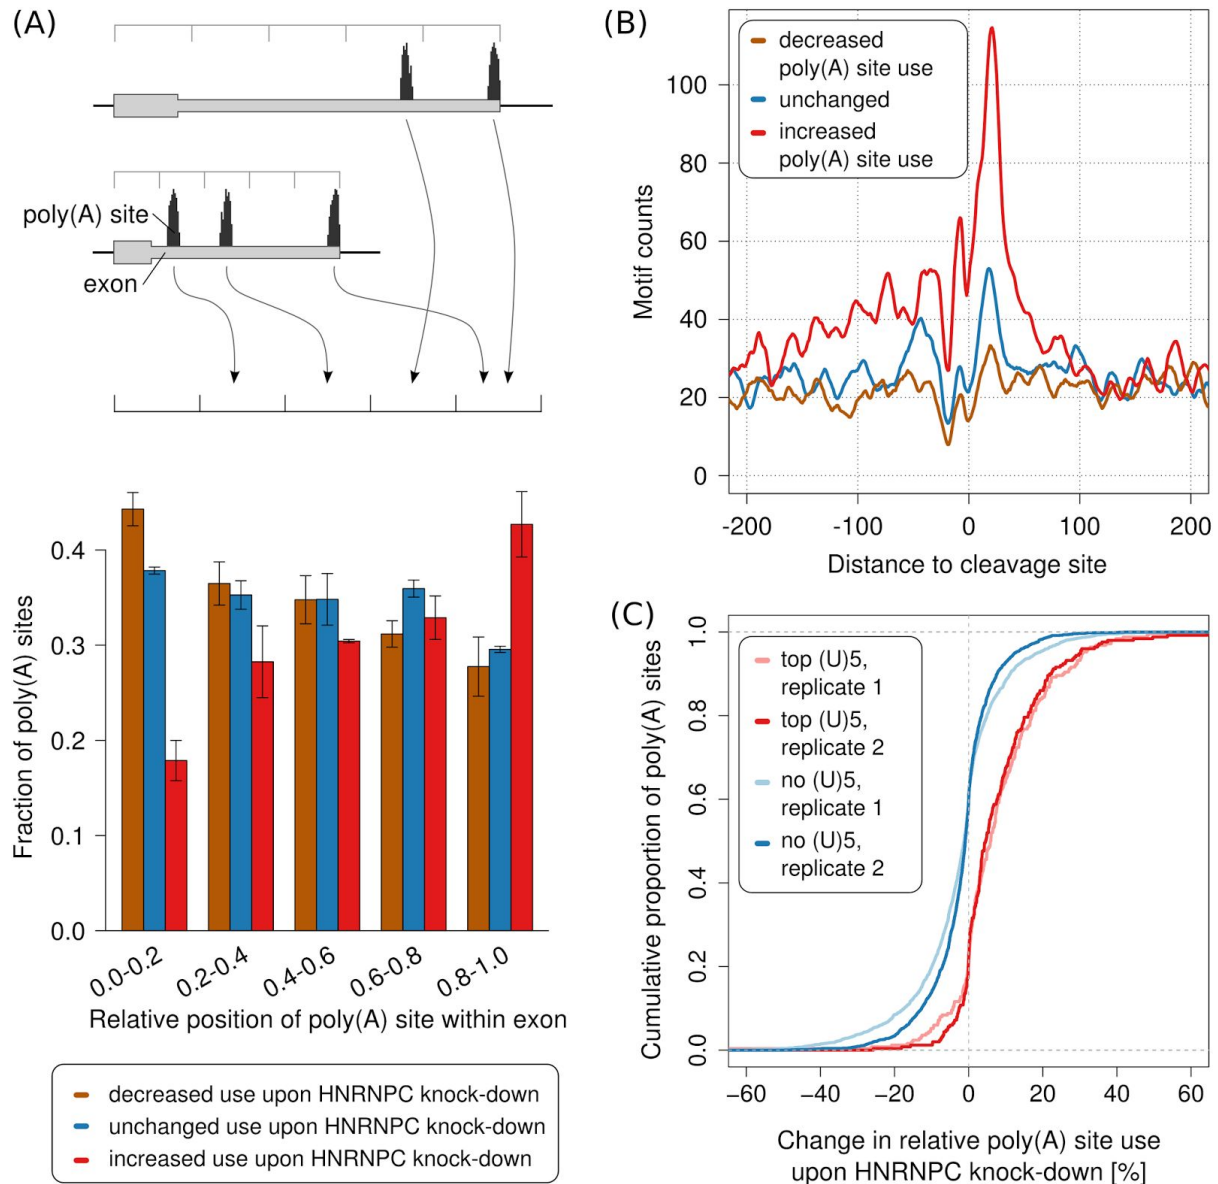 (A)
poly(A) site
exon
Fraction of poly(A) sites
0.4
0.3
0.2
0.1
0.0
0.0-0.2
0.2-0.4
0.4-0.6
0.6-0.8
0.8-1.0
Relative position of poly(A) site within exon
decreased use upon HNRNPC knock-down
unchanged use upon HNRNPC knock-down
increased use upon HNRNPC knock-down
(B)
decreased
poly(A) site use
unchanged
increased
poly(A) site use
Motif counts
100
80
60
40
20
0
-200
-100
0
100
200
Distance to cleavage site
(C)
top (U)5,
replicate 1
top (U)5,
replicate 2
no (U)5,
replicate 1
no (U)5,
replicate 2
Cumulative proportion of poly(A) sites
1.0
0.8
0.6
0.4
0.2
0.0
−60
−40
−20
0
20
40
60
Change in relative poly(A) site use
upon HNRNPC knock-down [%]